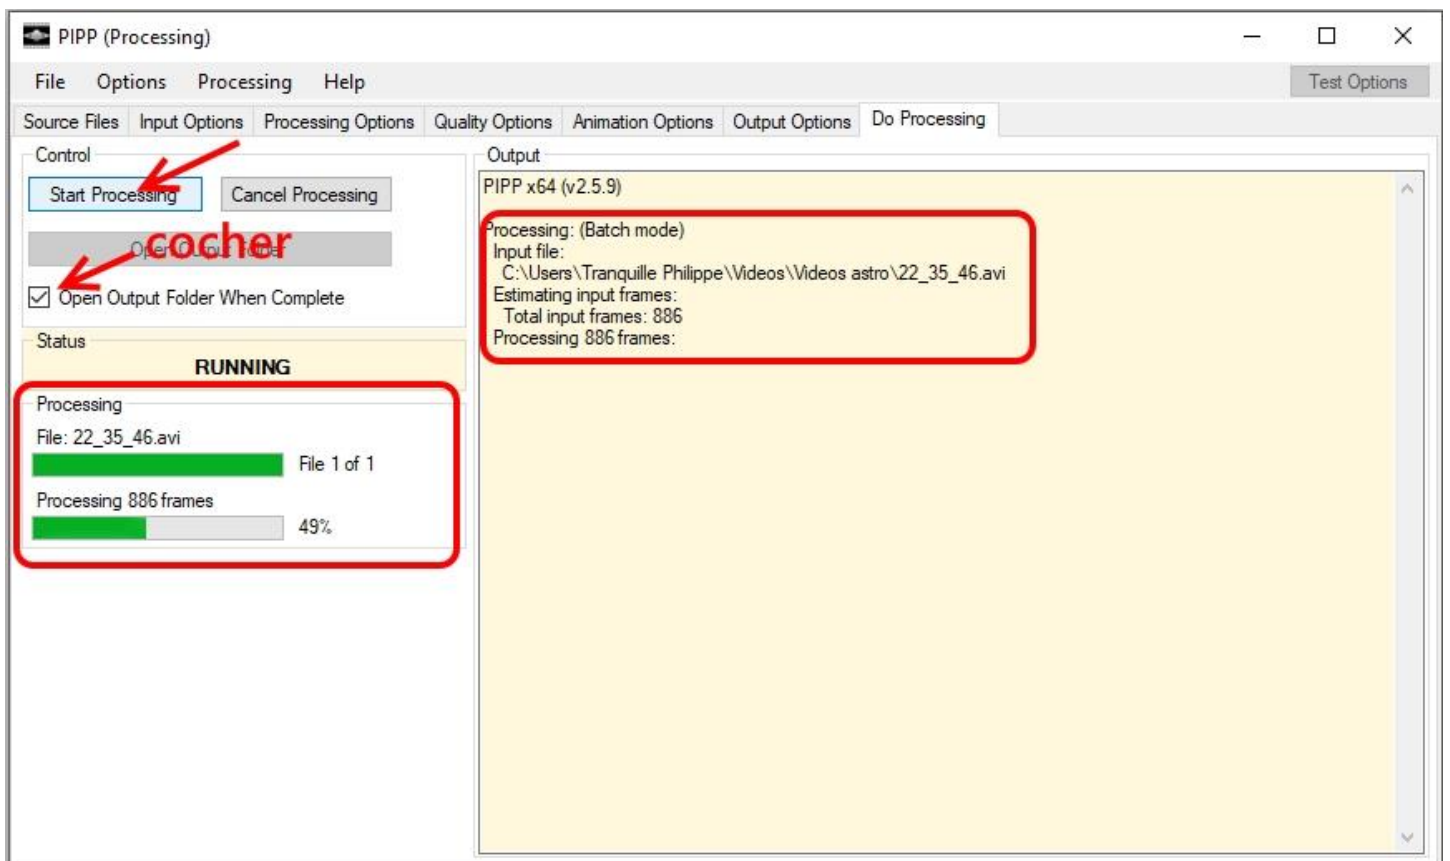 PIPP (Processing)
File Options Processing Help
Test Options
Source Files Input Options Processing Options Quality Options Animation Options Output Options Do Processing
Control
Start Processing Cancel Processing
Open Output Folder
cocher
Open Output Folder When Complete
Status
RUNNING
Processing
File: 22_35_46.avi
File 1 of 1
Processing 886 frames
49%
Output
PIPP x64 (v2.5.9)
Processing: (Batch mode)
Input file:
C:\Users\Tranquille Philippe\Videos\Videos astro\22_35_46.avi
Estimating input frames:
Total input frames: 886
Processing 886 frames: